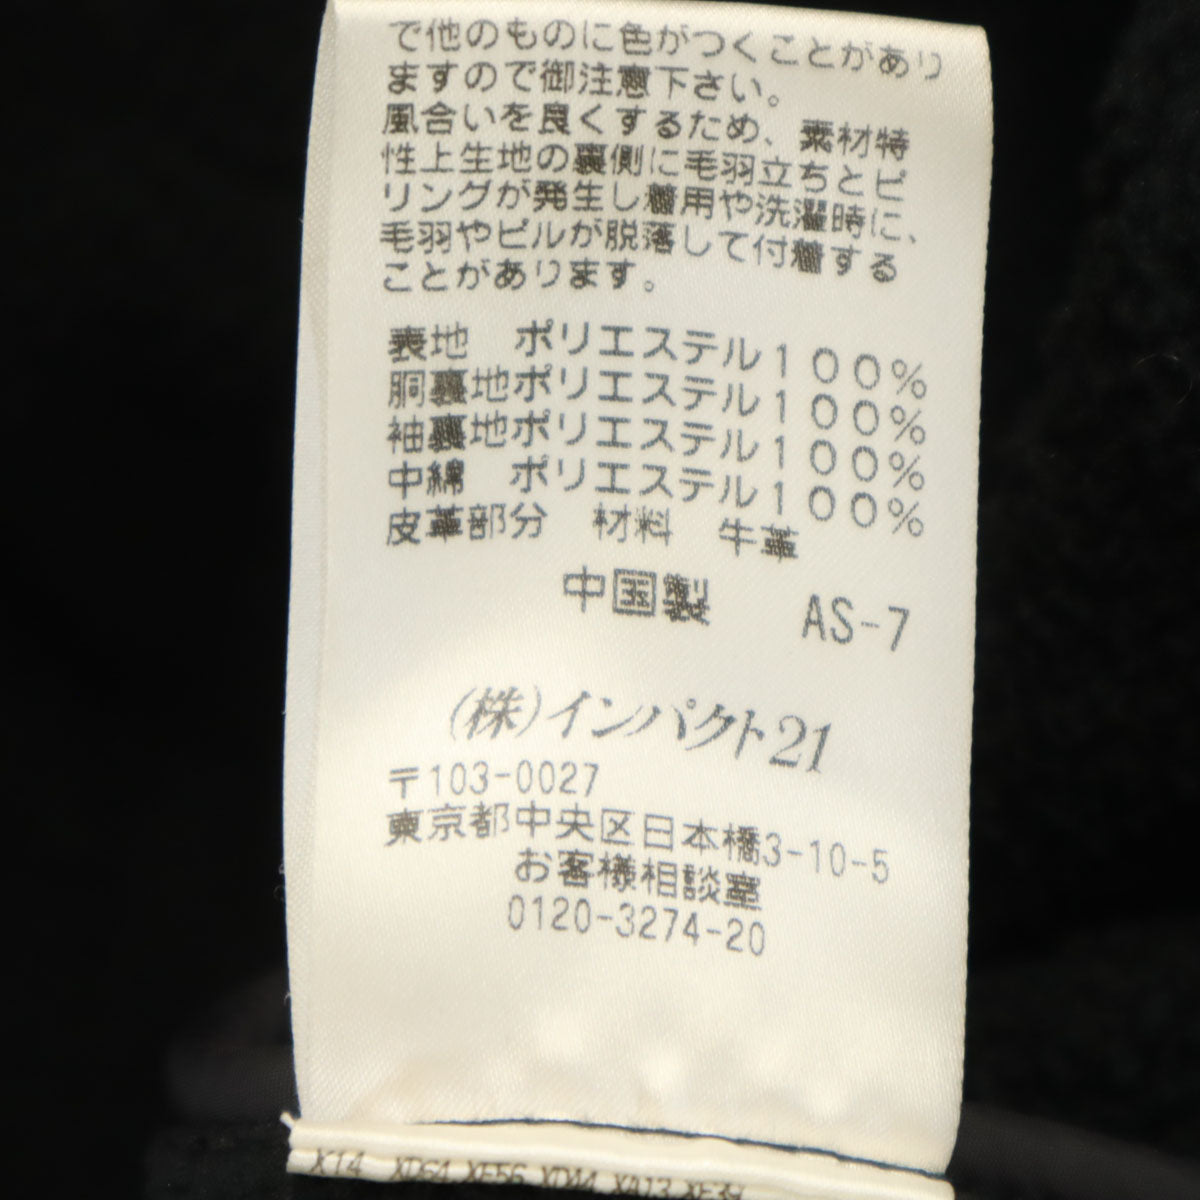 で他のものに色がつくことがあり
ますので御注意下さい。
風合いを良くするため、素材特
性上生地の裏側に毛羽立ちとピ
リングが発生し着用や洗濯時に、
毛羽やピルが脱落して付着する
ことがあります。
表地 ポリエステル100%
胴裏地ポリエステル100%
袖裏地ポリエステル100%
中綿 ポリエステル100%
皮革部分 材料 牛革
中国製 AS-7
(株)インパクト21
〒103-0027
東京都中央区日本橋3-10-5
お客様相談室
0120-3274-20
X14 XD64 XE56 XD44 XA13 XE39